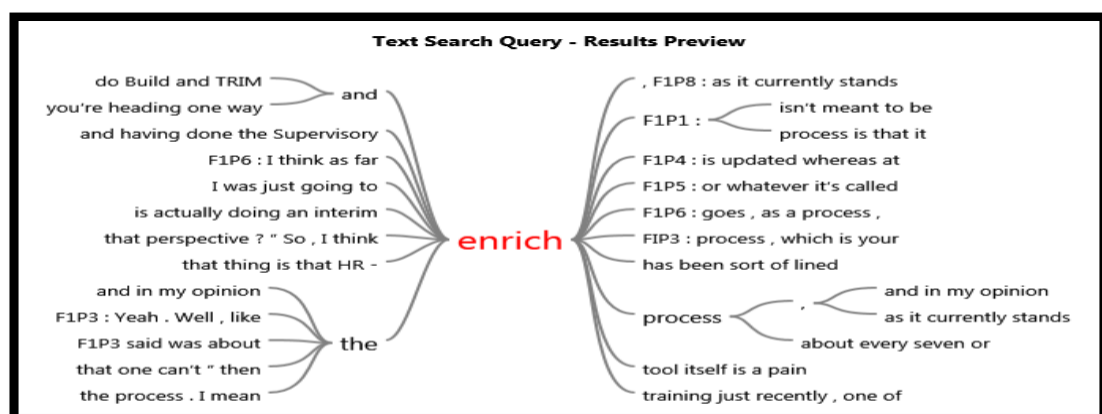 Text Search Query - Results Preview
do Build and TRIM
you're heading one way
and
and having done the Supervisory
F1P6 : I think as far
I was just going to
is actually doing an interim
that perspective ? " So , I think
that thing is that HR -
and in my opinion
F1P3 : Yeah . Well , like
F1P3 said was about
that one can't " then
the process . I mean
the
enrich
, F1P8 : as it currently stands
F1P1 :
isn't meant to be
process is that it
F1P4 : is updated whereas at
F1P5 : or whatever it's called
F1P6 : goes , as a process ,
FIP3 : process , which is your
has been sort of lined
process
,
and in my opinion
as it currently stands
about every seven or
tool itself is a pain
training just recently , one of